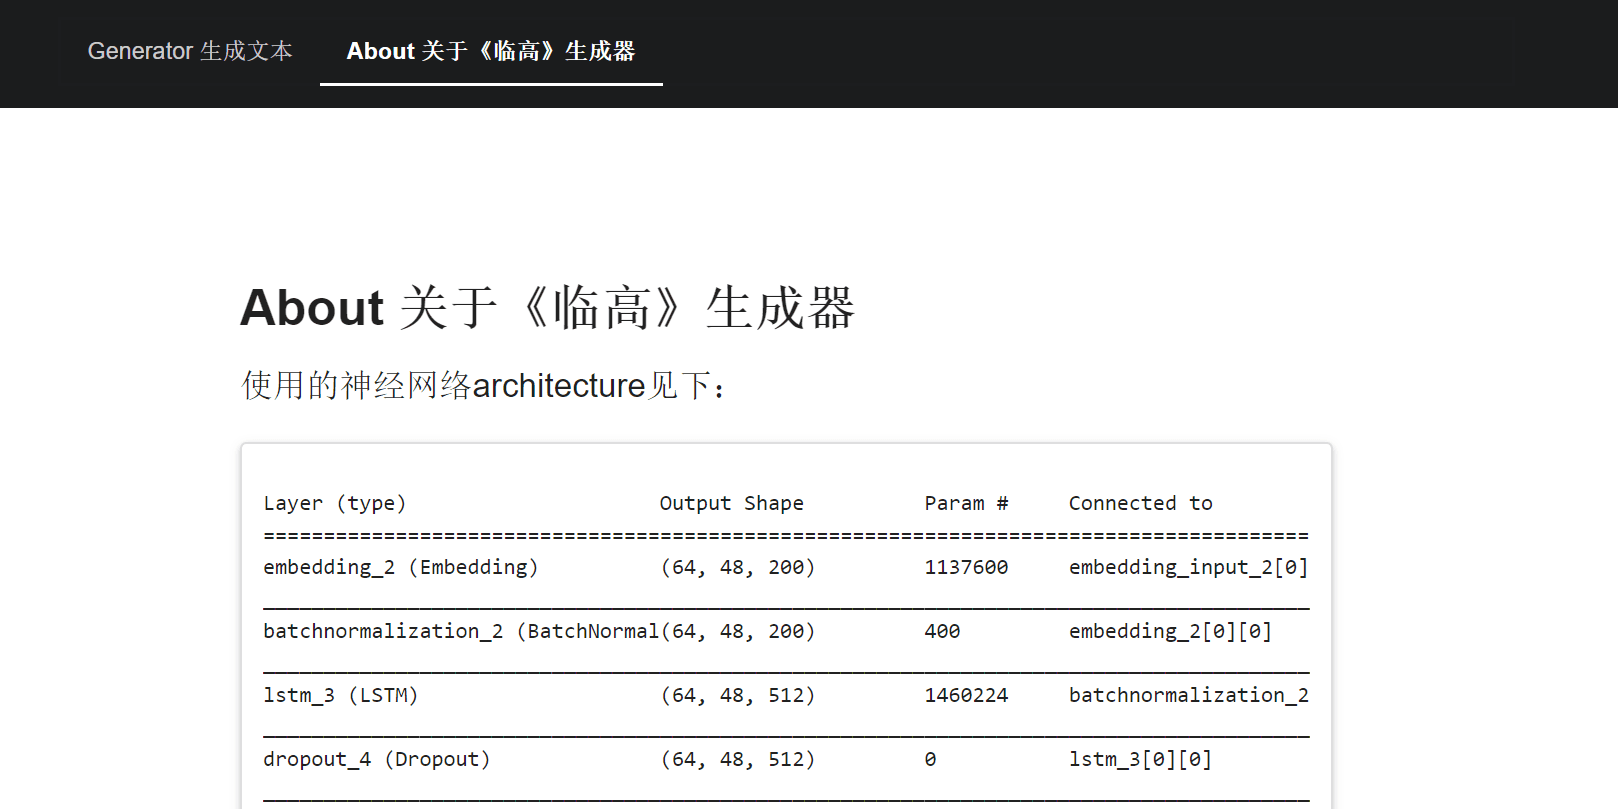 Generator 生成文本
About 关于《临高》生成器
About 关于《临高》生成器
使用的神经网络architecture见下：
Layer (type) Output Shape Param # Connected to
=======================================================================================
embedding_2 (Embedding) (64, 48, 200) 1137600 embedding_input_2[0]
_______________________________________________________________________________________
batchnormalization_2 (BatchNormal(64, 48, 200) 400 embedding_2[0][0]
_______________________________________________________________________________________
lstm_3 (LSTM) (64, 48, 512) 1460224 batchnormalization_2
_______________________________________________________________________________________
dropout_4 (Dropout) (64, 48, 512) 0 lstm_3[0][0]
_______________________________________________________________________________________